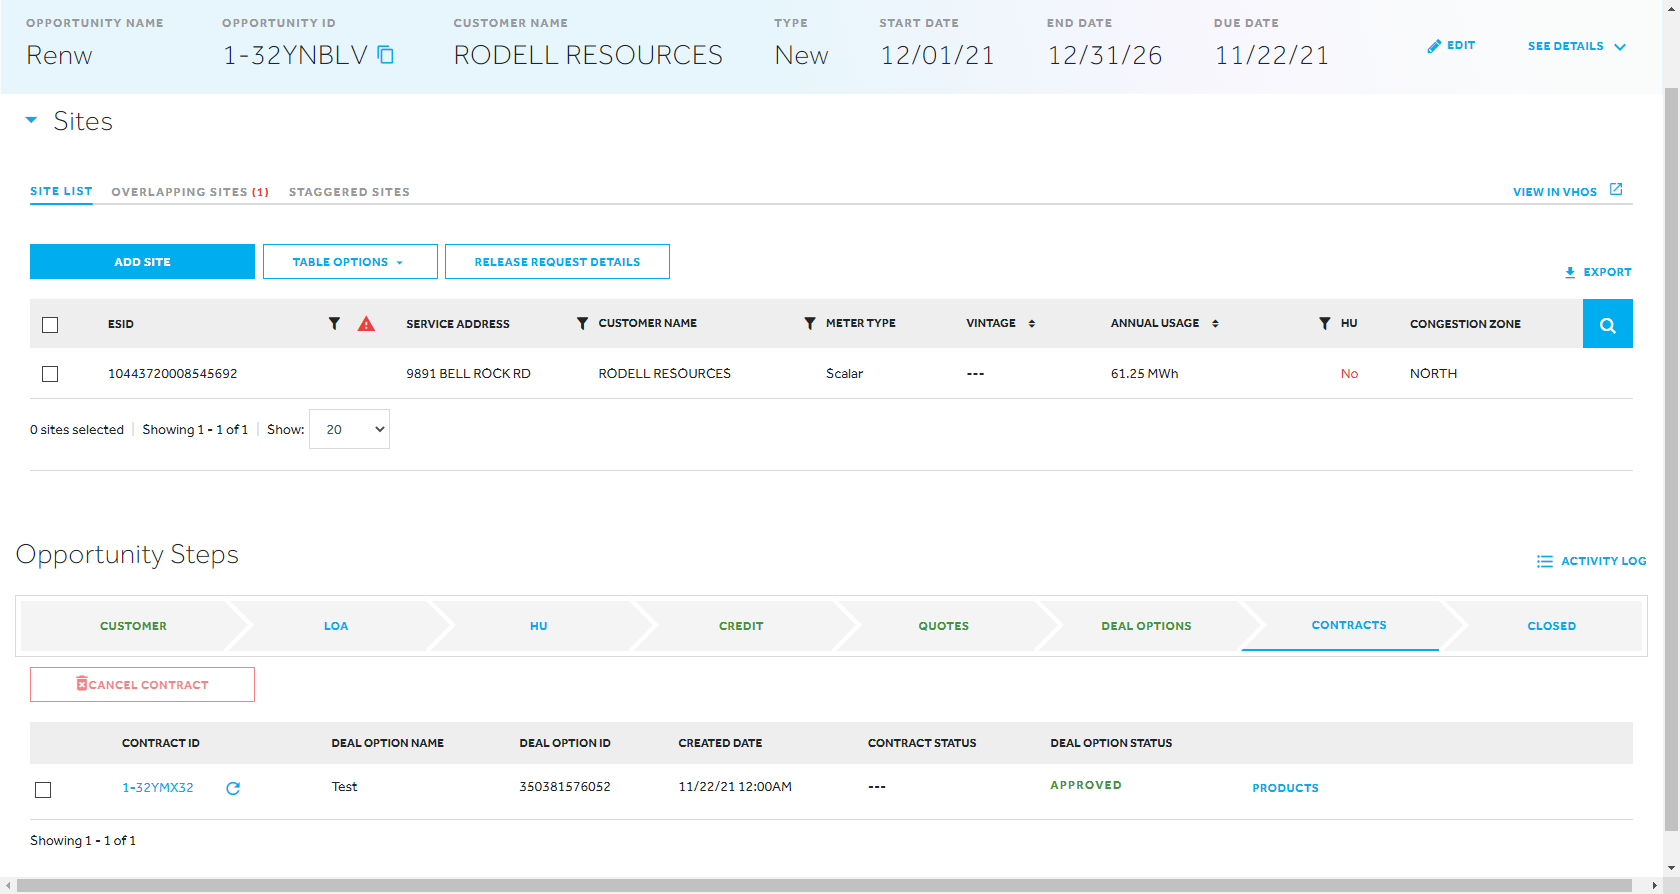 OPPORTUNITY NAME OPPORTUNITY ID CUSTOMER NAME TYPE START DATE END DATE DUE DATE
Renw 1-32YNBLV RODELL RESOURCES New 12/01/21 12/31/26 11/22/21 EDIT SEE DETAILS
Sites
SITE LIST OVERLAPPING SITES (1) STAGGERED SITES VIEW IN VHOS
ADD SITE TABLE OPTIONS RELEASE REQUEST DETAILS EXPORT
ESID SERVICE ADDRESS CUSTOMER NAME METER TYPE VINTAGE ANNUAL USAGE HU CONGESTION ZONE
10443720008545692 9891 BELL ROCK RD RODELL RESOURCES Scalar --- 61.25 MWh No NORTH
0 sites selected Showing 1 - 1 of 1 Show: 20
Opportunity Steps ACTIVITY LOG
CUSTOMER LOA HU CREDIT QUOTES DEAL OPTIONS CONTRACTS CLOSED
CANCEL CONTRACT
CONTRACT ID DEAL OPTION NAME DEAL OPTION ID CREATED DATE CONTRACT STATUS DEAL OPTION STATUS
1-32YMX32 Test 350381576052 11/22/21 12:00AM --- APPROVED PRODUCTS
Showing 1 - 1 of 1